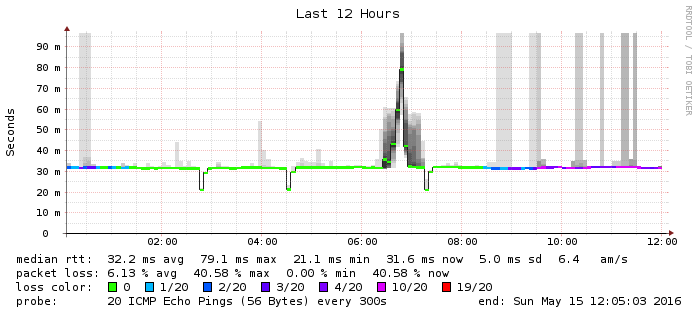 Last 12 Hours
RRDTOOL / TOBI OETIKER
Seconds
90 m
80 m
70 m
60 m
50 m
40 m
30 m
20 m
10 m
0
02:00 04:00 06:00 08:00 10:00 12:00
median rtt: 32.2 ms avg 79.1 ms max 21.1 ms min 31.6 ms now 5.0 ms sd 6.4 am/s
packet loss: 6.13 % avg 40.58 % max 0.00 % min 40.58 % now
loss color: 0 1/20 2/20 3/20 4/20 10/20 19/20
probe: 20 ICMP Echo Pings (56 Bytes) every 300s end: Sun May 15 12:05:03 2016